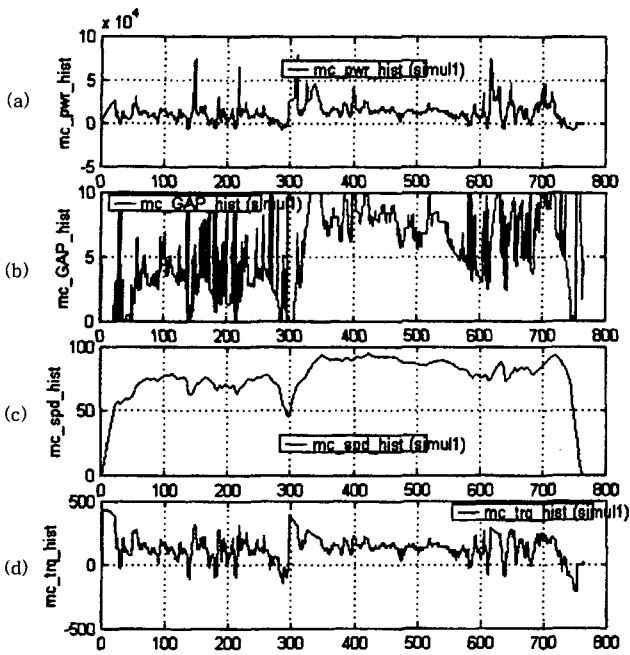 x 10^4
(a)
mc_pwr_hist
10
5
0
-5
mc_pwr_hist (simul1)
0 100 200 300 400 500 600 700 800
(b)
mc_GAP_hist
10
5
0
mc_GAP_hist (simul1)
0 100 200 300 400 500 600 700 800
(c)
mc_spd_hist
100
50
0
mc_spd_hist (simul1)
0 100 200 300 400 500 600 700 800
(d)
mc_trq_hist
500
0
-500
mc_trq_hist (simul1)
0 100 200 300 400 500 600 700 800